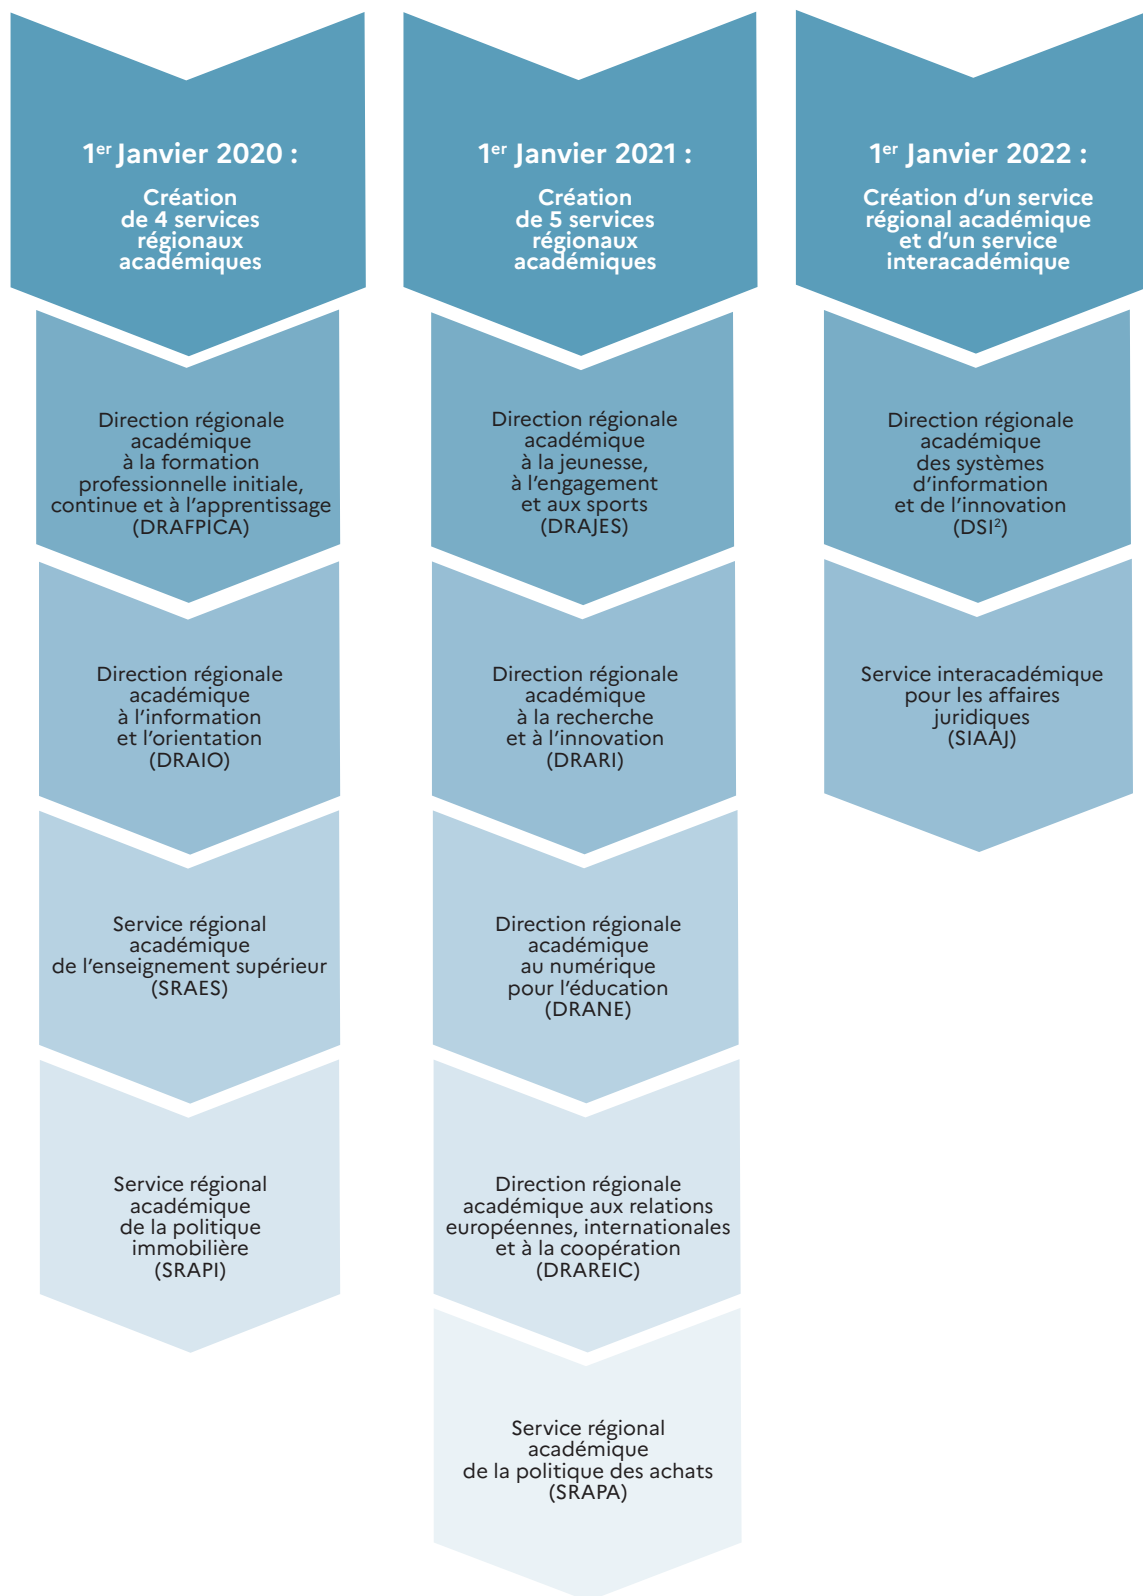 1er Janvier 2020 :
Création
de 4 services
régionaux
académiques
Direction régionale
académique
à la formation
professionnelle initiale,
continue et à l'apprentissage
(DRAFPICA)
Direction régionale
académique
à l'information
et l'orientation
(DRAIO)
Service régional
académique
de l'enseignement supérieur
(SRAES)
Service régional
académique
de la politique
immobilière
(SRAPI)
1er Janvier 2021 :
Création
de 5 services
régionaux
académiques
Direction régionale
académique
à la jeunesse,
à l'engagement
et aux sports
(DRAJES)
Direction régionale
académique
à la recherche
et à l'innovation
(DRARI)
Direction régionale
académique
au numérique
pour l'éducation
(DRANE)
Direction régionale
académique aux relations
européennes, internationales
et à la coopération
(DRAREIC)
Service régional
académique
de la politique des achats
(SRAPA)
1er Janvier 2022 :
Création d'un service
régional académique
et d'un service
interacadémique
Direction régionale
académique
des systèmes
d'information
et de l'innovation
(DSI²)
Service interacadémique
pour les affaires
juridiques
(SIAAJ)